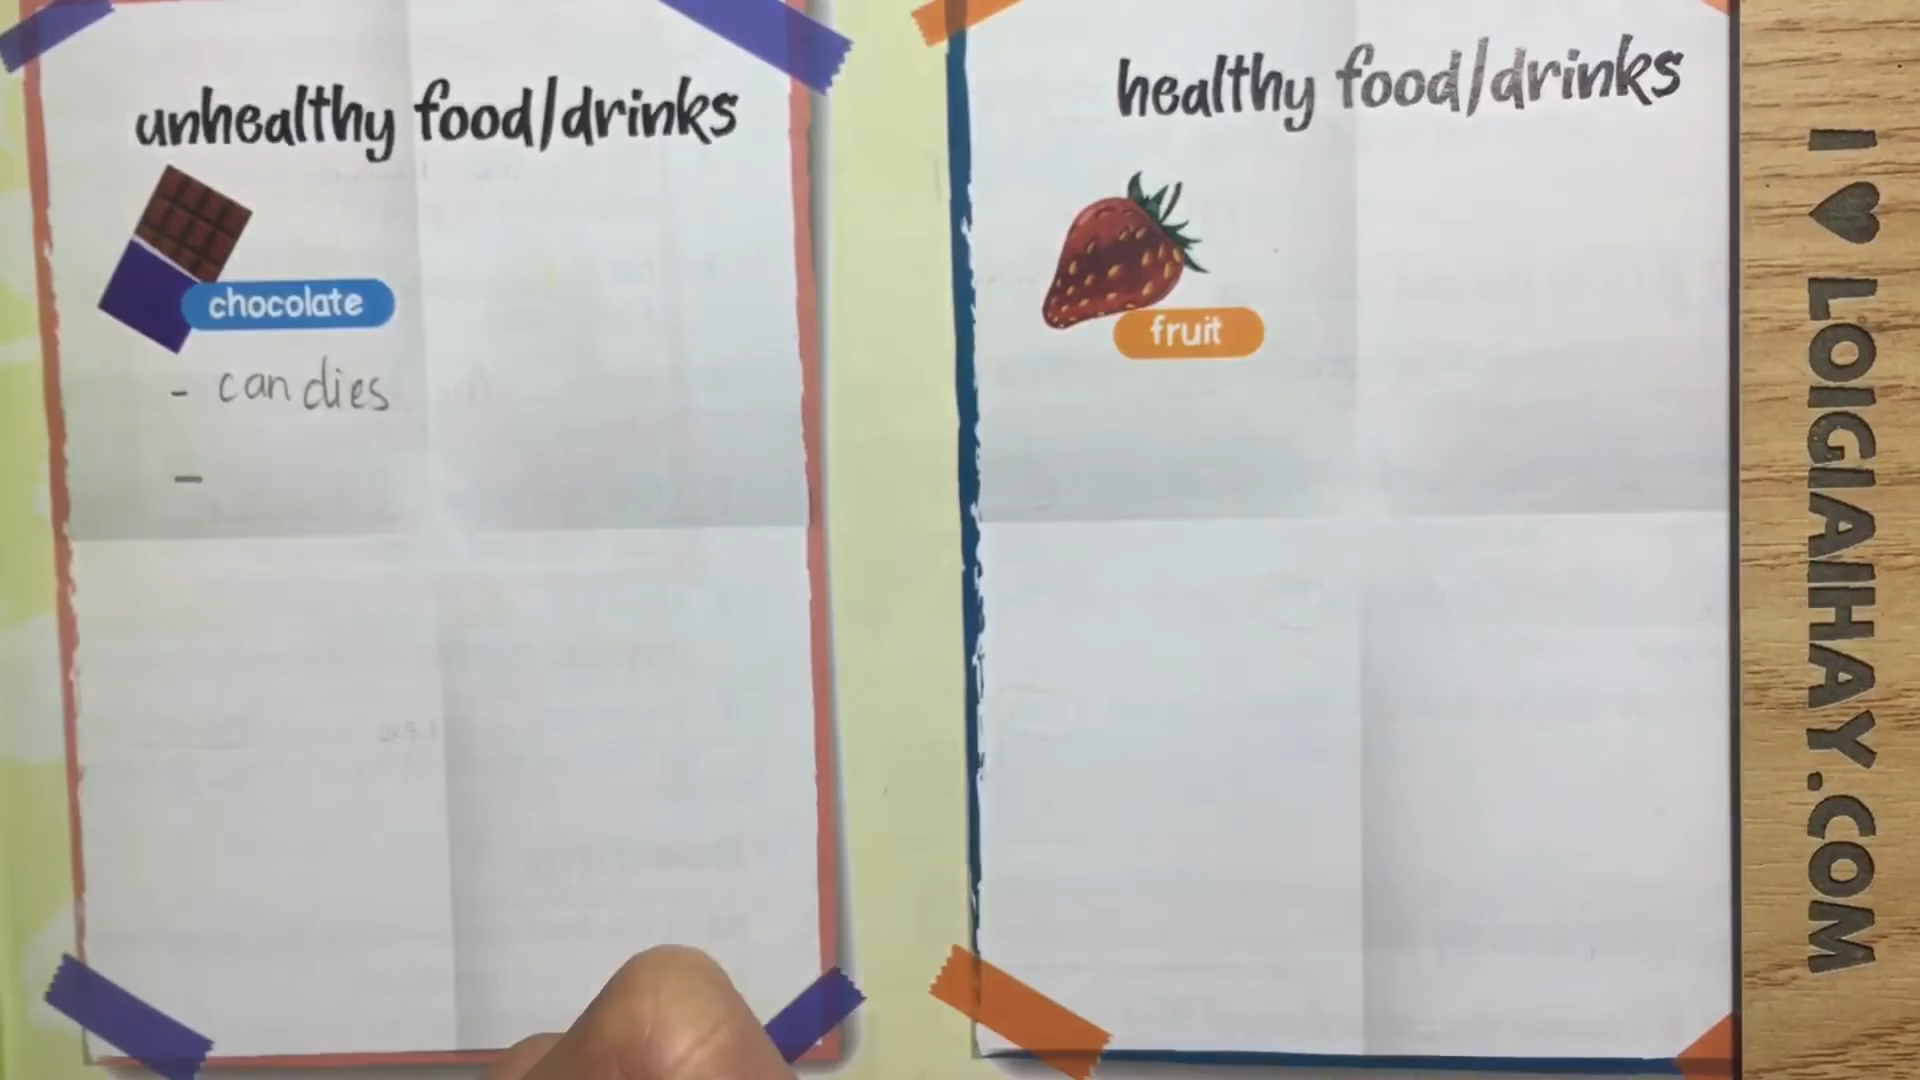 unhealthy food/drinks
chocolate
- candies
-
healthy food/drinks
fruit
I ♥ LOIGIAIHAY.COM